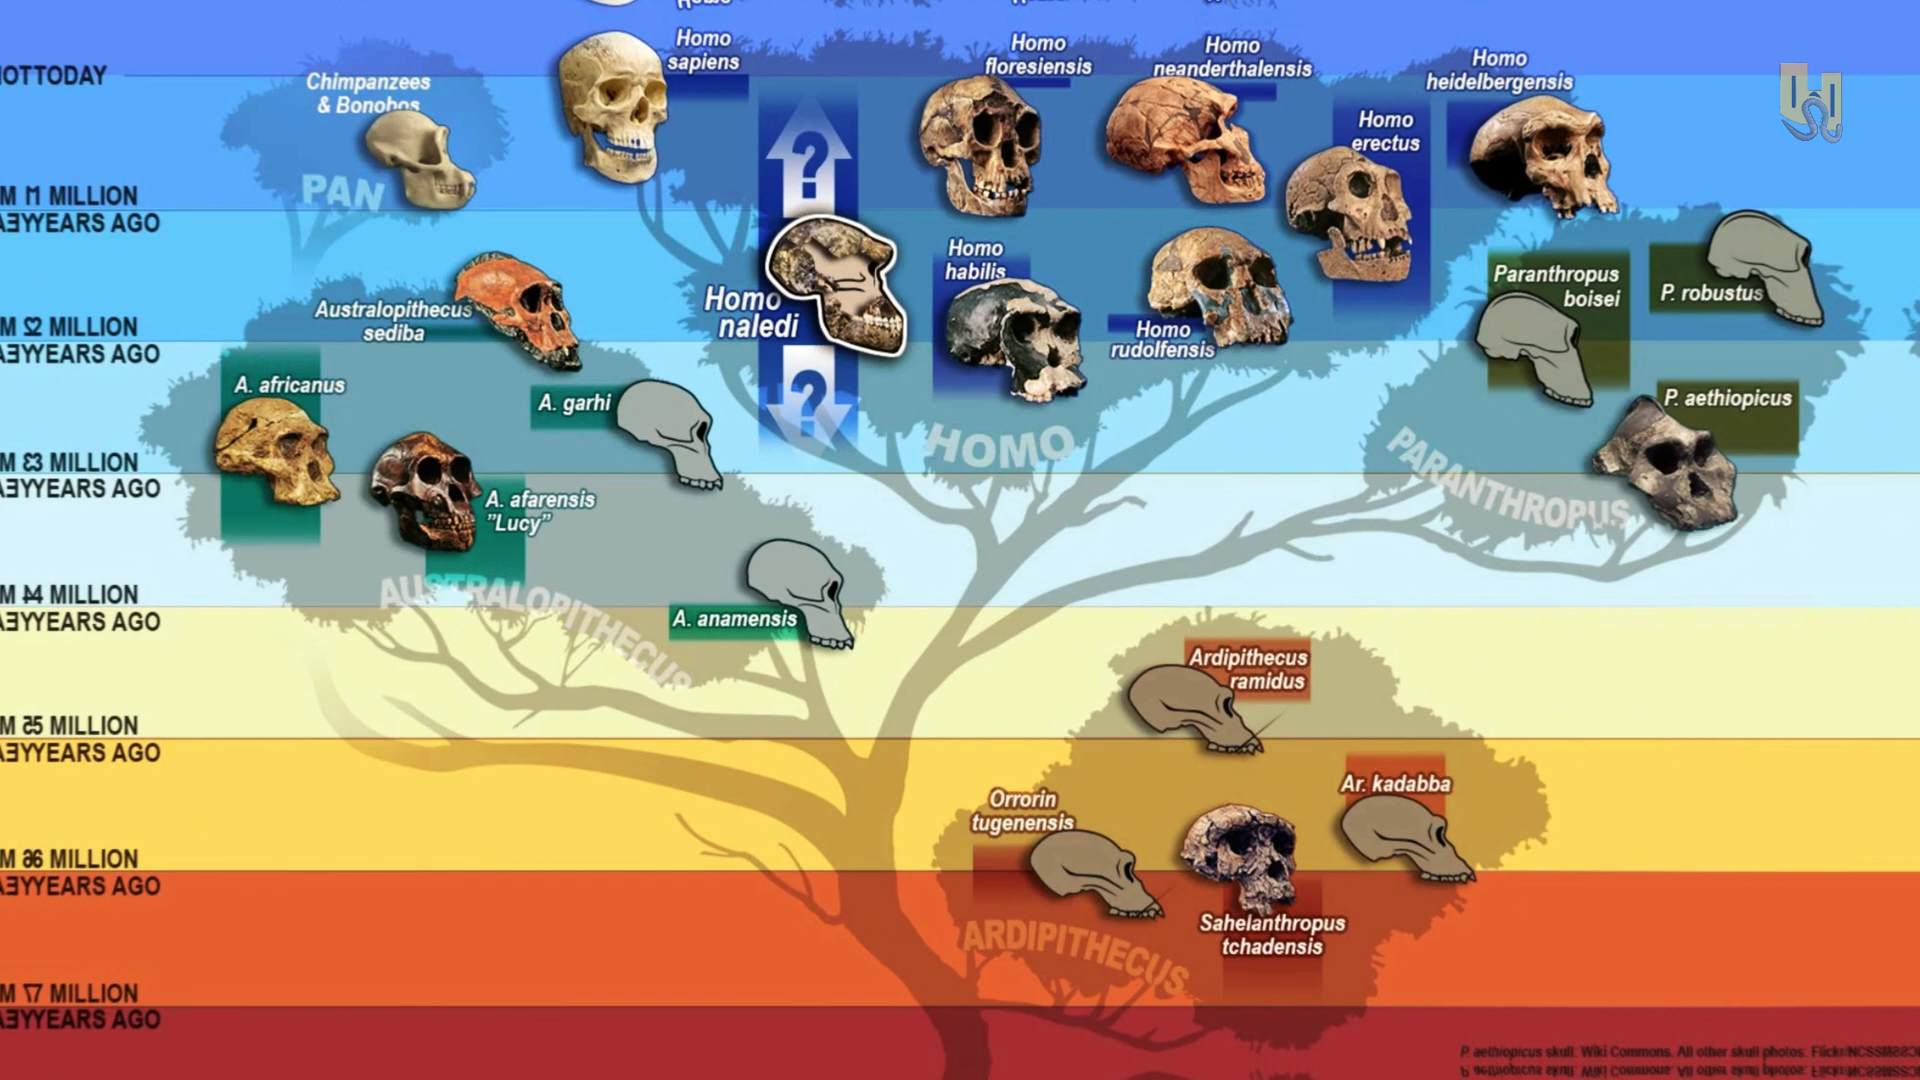 Homo
sapiens
Homo
floresiensis
Homo
neanderthalensis
Homo
heidelbergensis
TODAY
Chimpanzees
& Bonobos
Homo
erectus
PAN
1 MILLION
YEARS AGO
Homo
habilis
Paranthropus
boisei
P. robustus
Australopithecus
sediba
?
Homo
naledi
?
Homo
rudolfensis
2 MILLION
YEARS AGO
A. africanus
A. garhi
P. aethiopicus
HOMO
PARANTHROPUS
3 MILLION
YEARS AGO
A. afarensis
"Lucy"
AUSTRALOPITHECUS
4 MILLION
YEARS AGO
A. anamensis
Ardipithecus
ramidus
5 MILLION
YEARS AGO
Ar. kadabba
Orrorin
tugenensis
6 MILLION
YEARS AGO
Sahelanthropus
tchadensis
ARDIPITHECUS
7 MILLION
YEARS AGO
P. aethiopicus skull: Wiki Commons. All other skull photos: Flickr/NCSSM